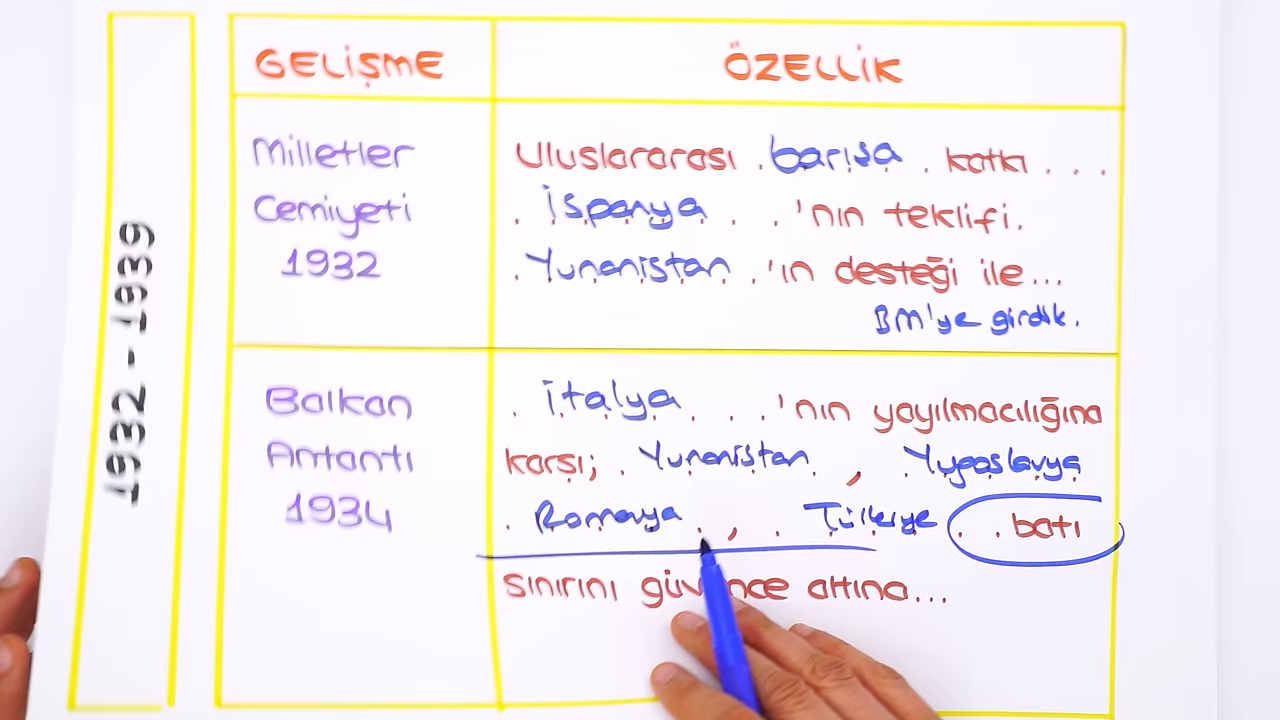 1932 - 1939
GELİŞME
ÖZELLİK
Milletler
Cemiyeti
1932
Uluslararası .barışa. katkı...
. İspanya . . 'nın teklifi.
. Yunanistan . 'ın desteği ile...
BM'ye girdik.
Balkan
Antantı
1934
. İtalya . . . 'nın yayılmacılığına
karşı; . Yunanistan . , . Yugoslavya
. Romanya . , . Türkiye . . batı
sınırını altına...